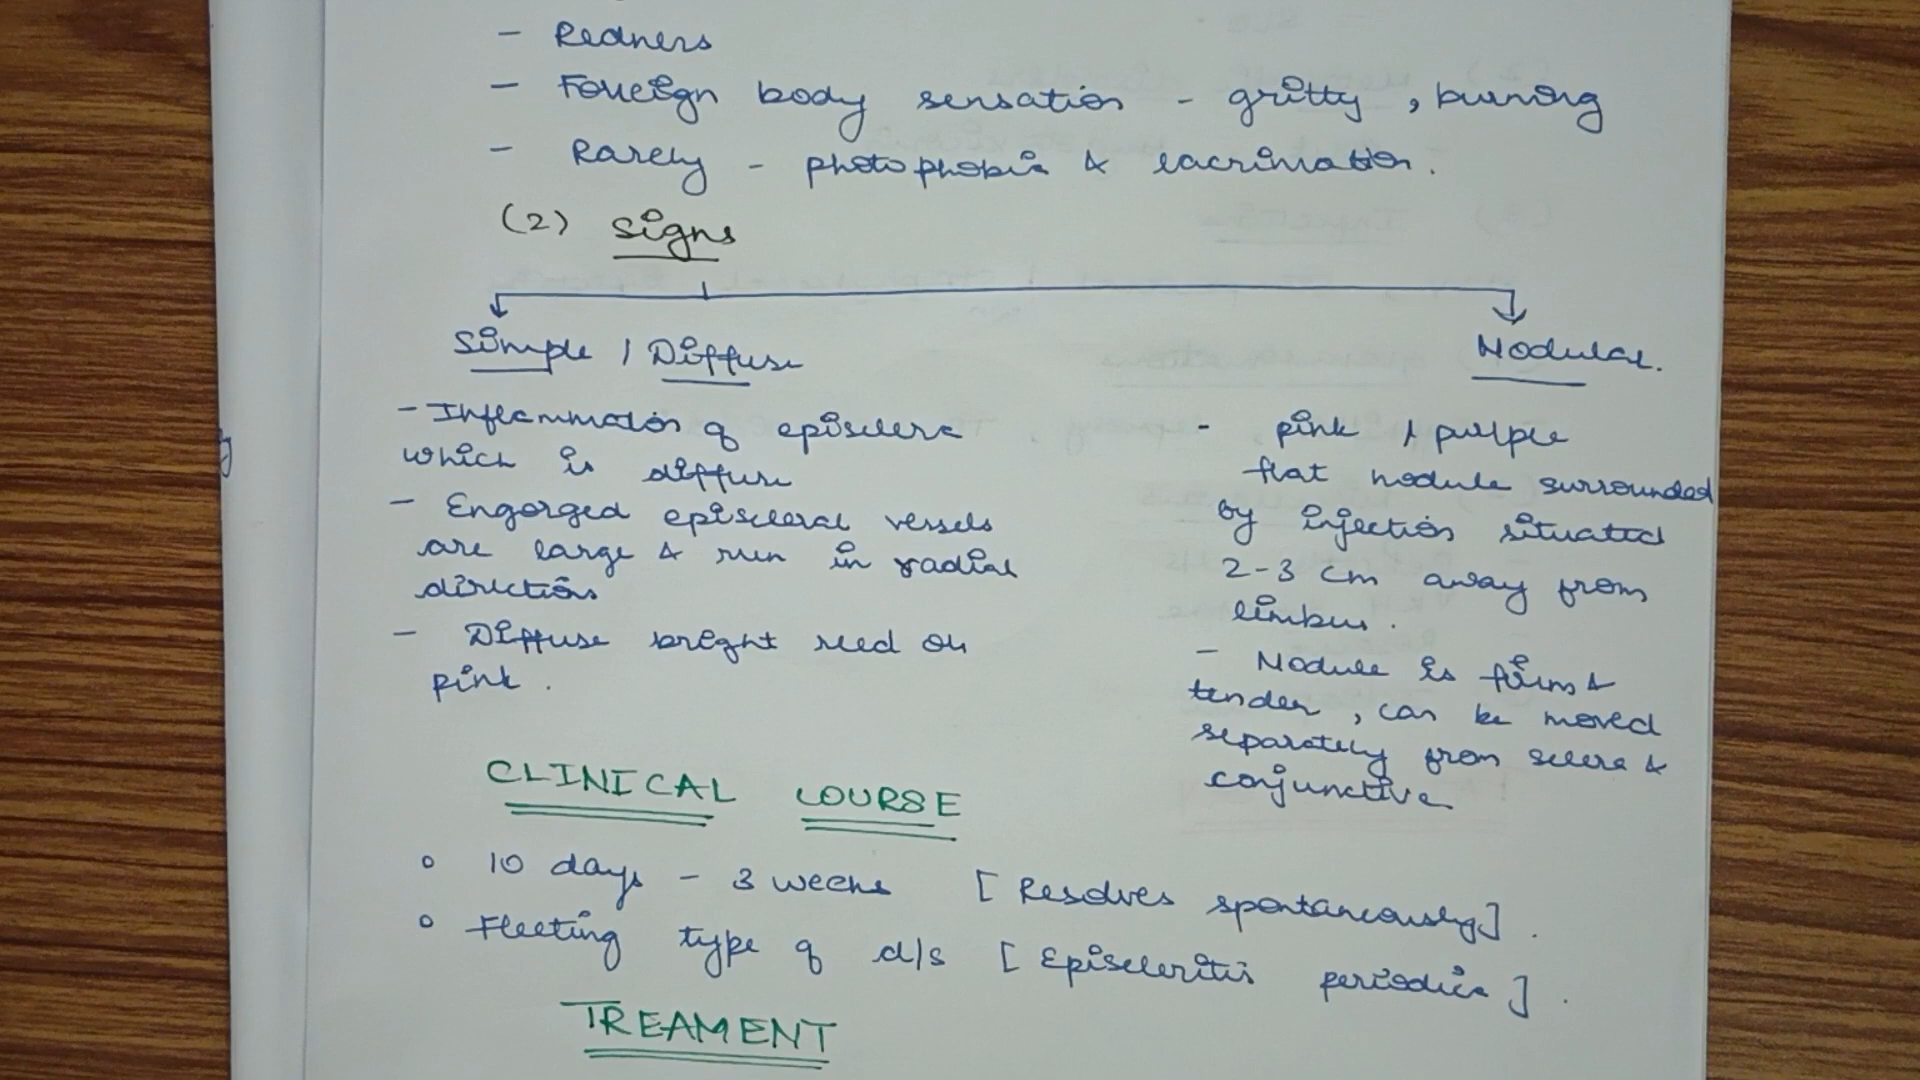 - Redness
- Foreign body sensation - gritty, burning
- Rarely - photophobia & lacrimation.
(2) Signs
Simple / Diffuse
- Inflammation of episclera
which is diffuse
- Engorged episcleral vessels
are large & run in radial
direction
- Diffuse bright red or
pink.
Nodular.
- pink / purple
flat nodule surrounded
by injection situated
2-3 cm away from
limbus.
- Nodule is firm &
tender, can be moved
separately from sclera &
conjunctiva
CLINICAL COURSE
o 10 days - 3 weeks [Resolves spontaneously].
o Fleeting type of d/s [Episcleritis periodica].
TREAMENT